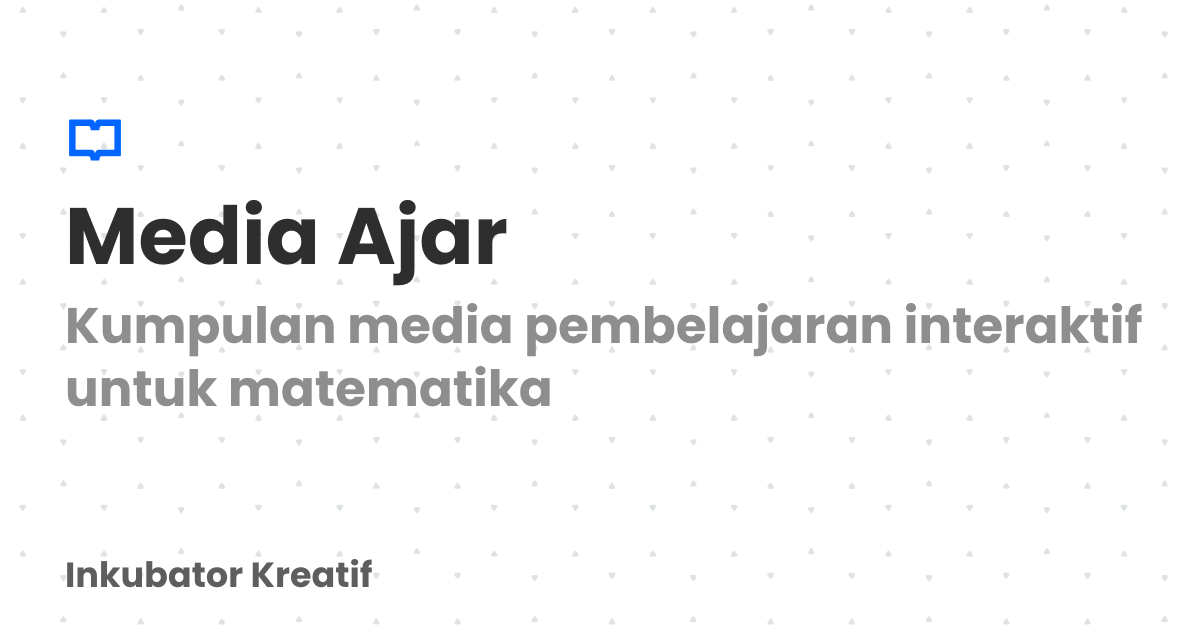 Media Ajar
Kumpulan media pembelajaran interaktif
untuk matematika
Inkubator Kreatif